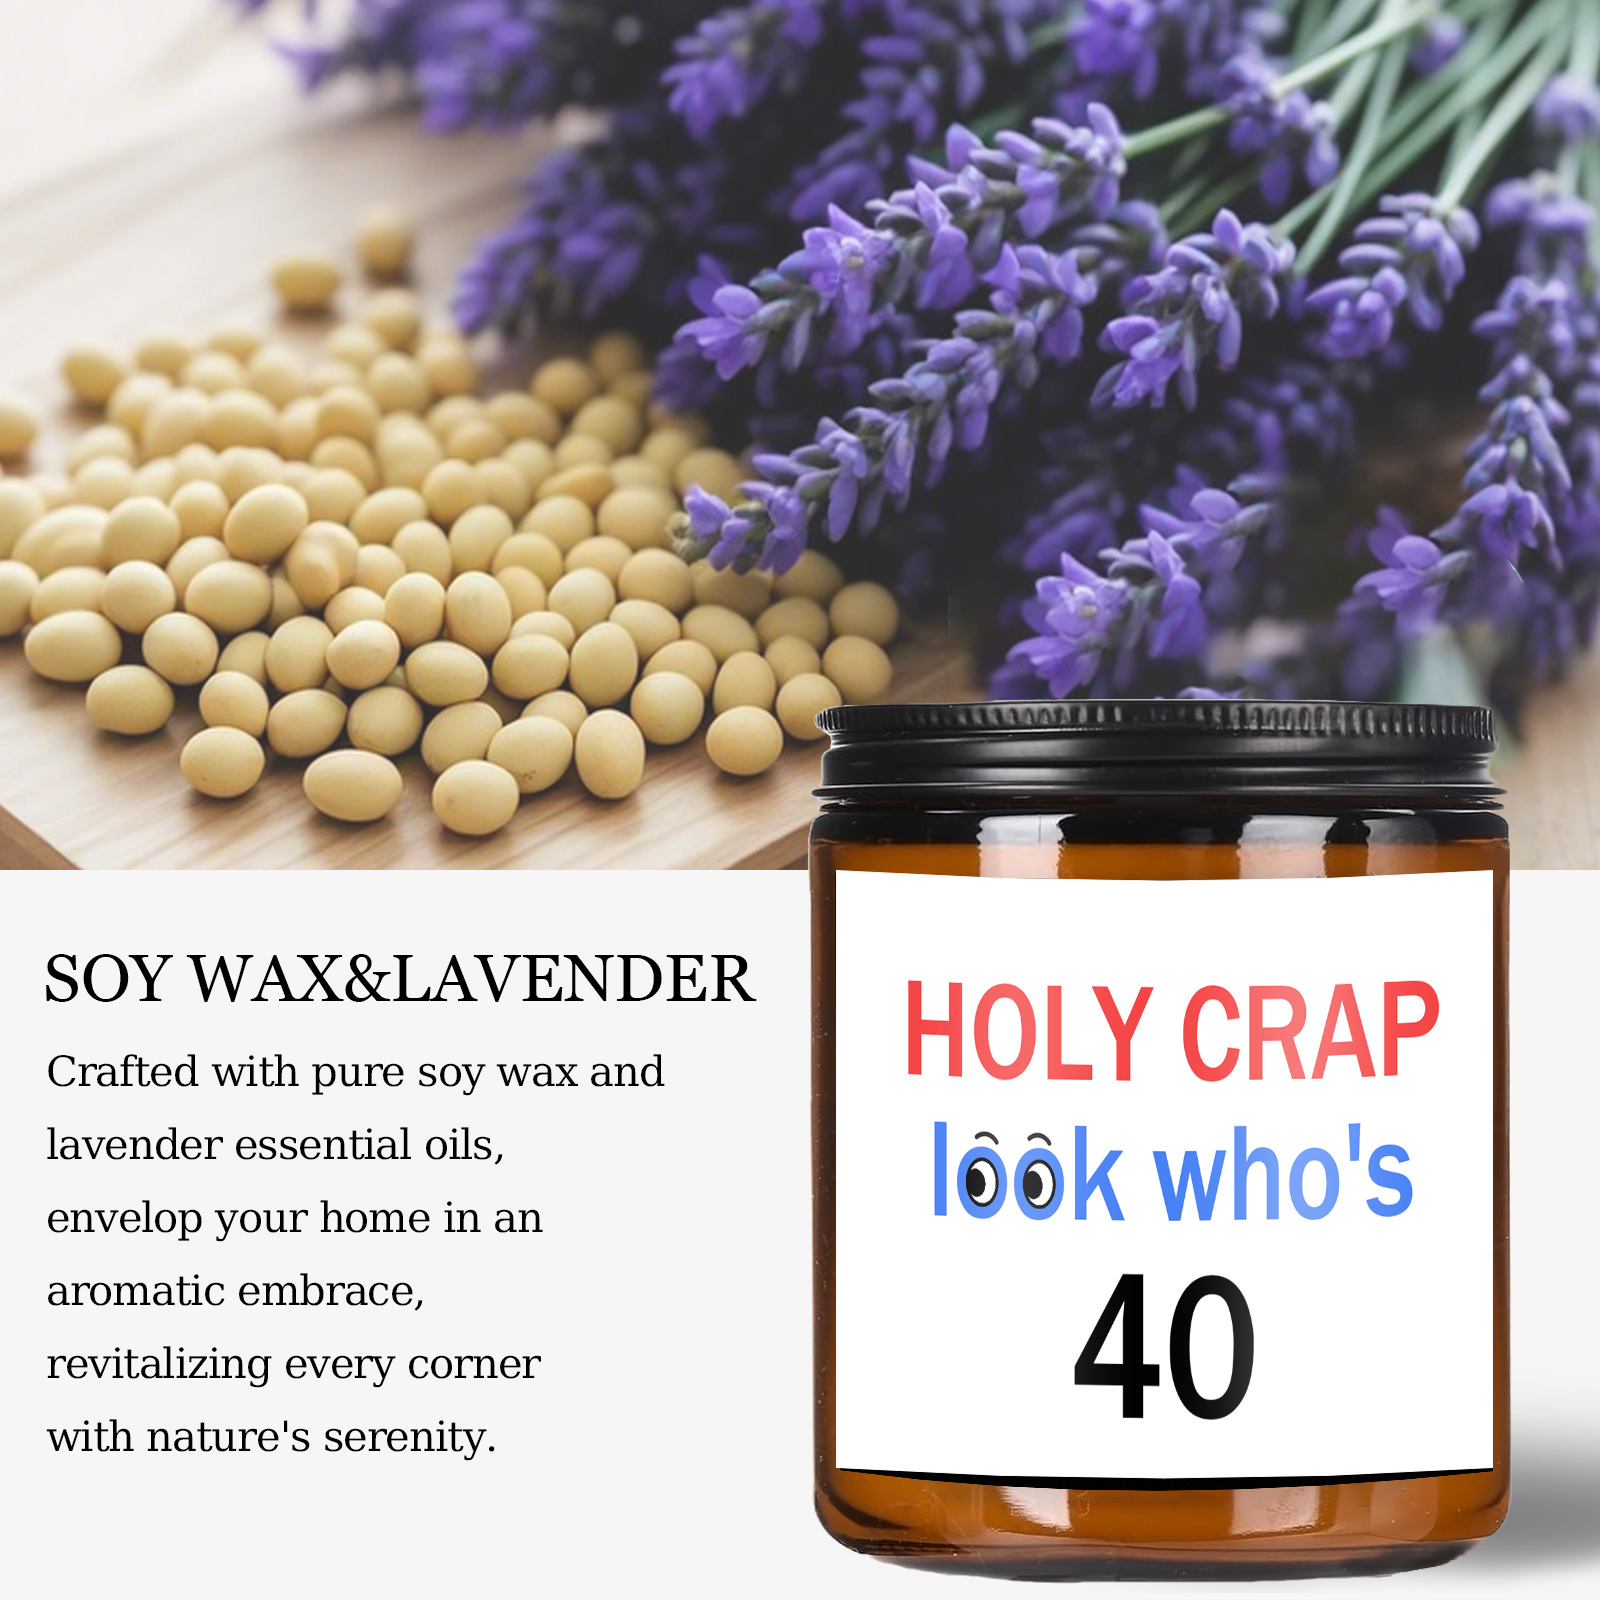 SOY WAX&LAVENDER
Crafted with pure soy wax and
lavender essential oils,
envelop your home in an
aromatic embrace,
revitalizing every corner
with nature's serenity.
HOLY CRAP
look who's
40